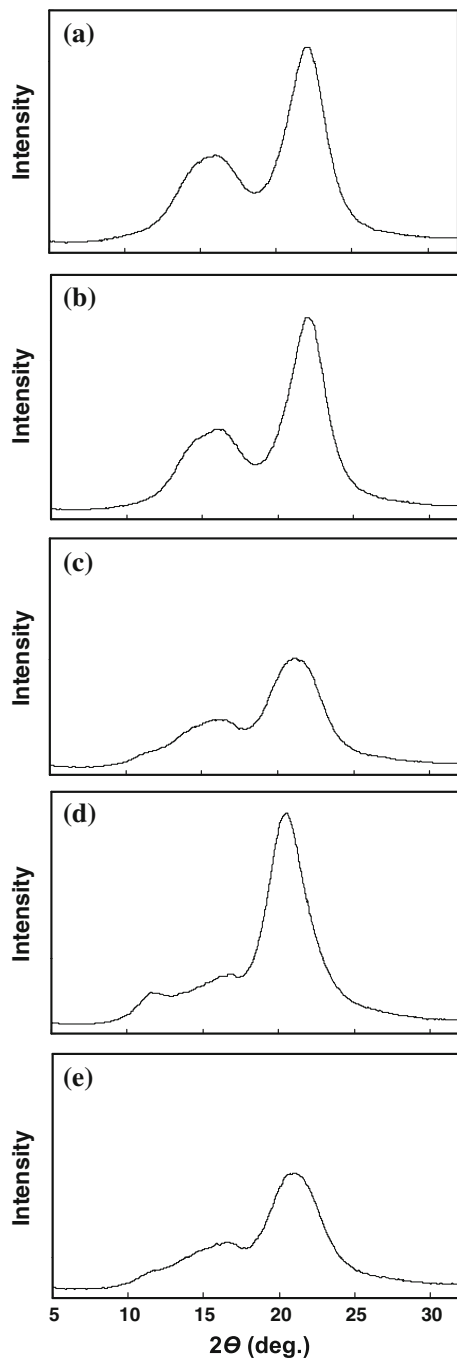 (a)
Intensity
(b)
Intensity
(c)
Intensity
(d)
Intensity
(e)
Intensity
5 10 15 20 25 30
2Θ (deg.)